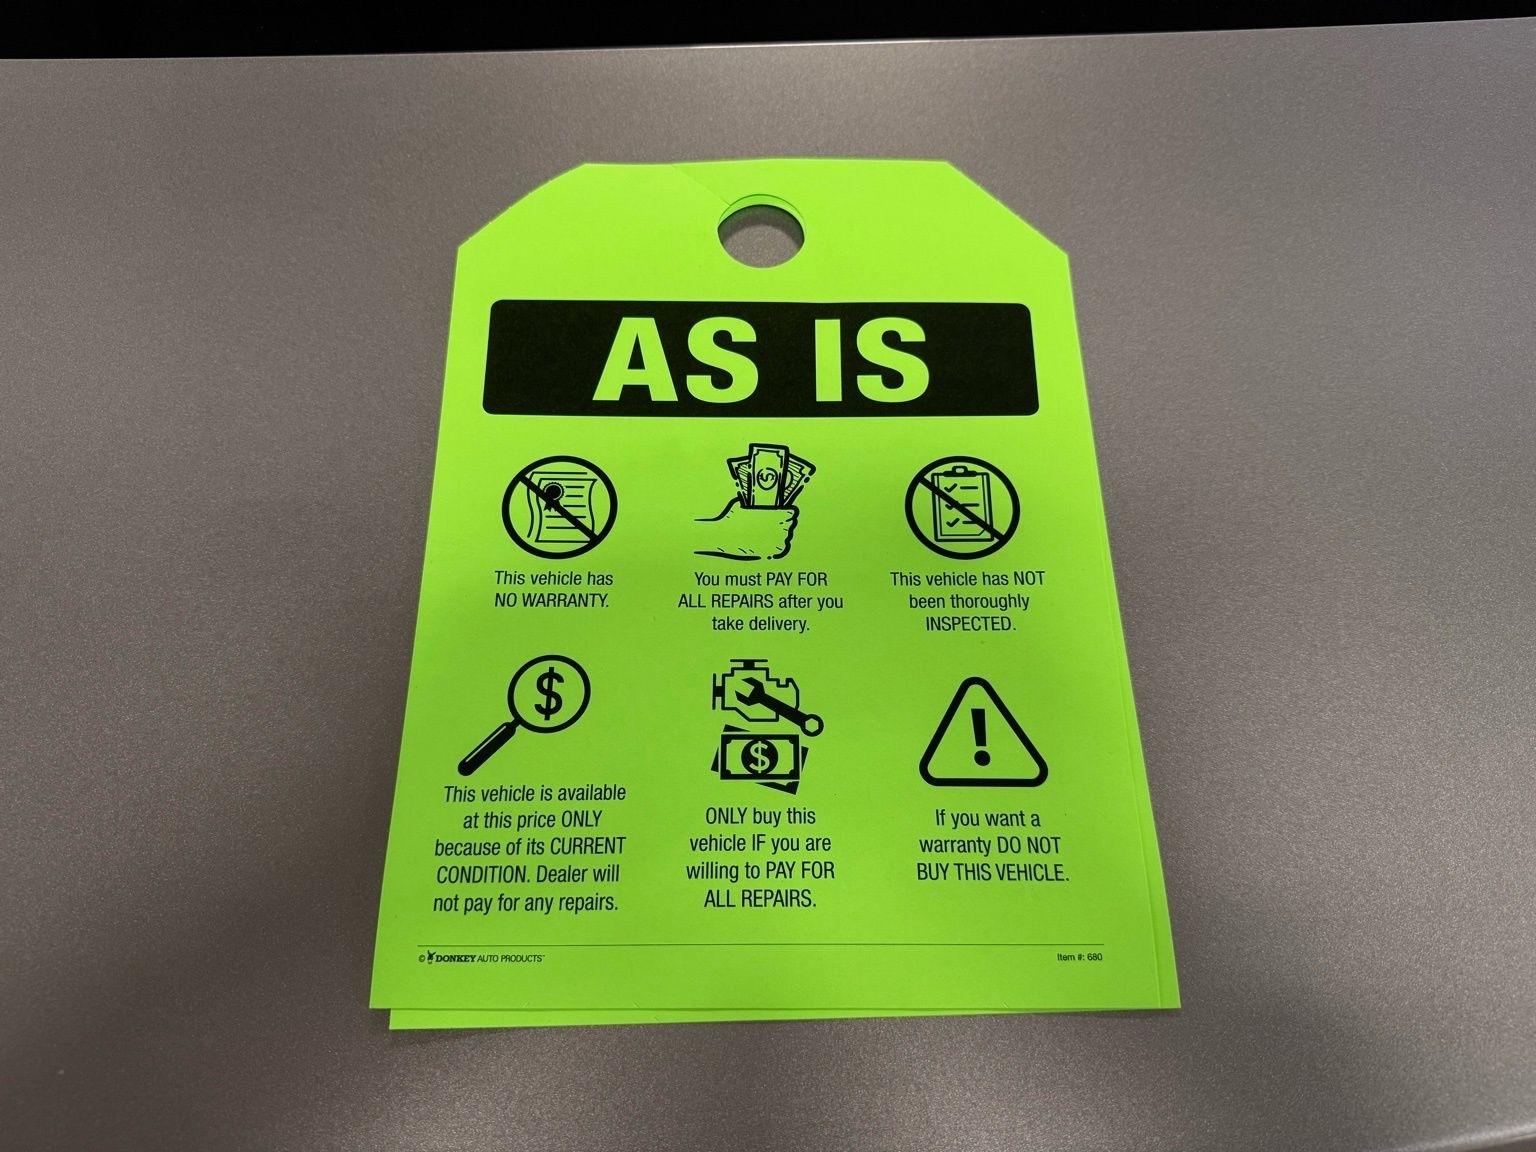 AS IS
This vehicle has
NO WARRANTY.
You must PAY FOR
ALL REPAIRS after you
take delivery.
This vehicle has NOT
been thoroughly
INSPECTED.
$
This vehicle is available
at this price ONLY
because of its CURRENT
CONDITION. Dealer will
not pay for any repairs.
$
ONLY buy this
vehicle IF you are
willing to PAY FOR
ALL REPAIRS.
!
If you want a
warranty DO NOT
BUY THIS VEHICLE.
© DONKEY AUTO PRODUCTS™
Item #: 680